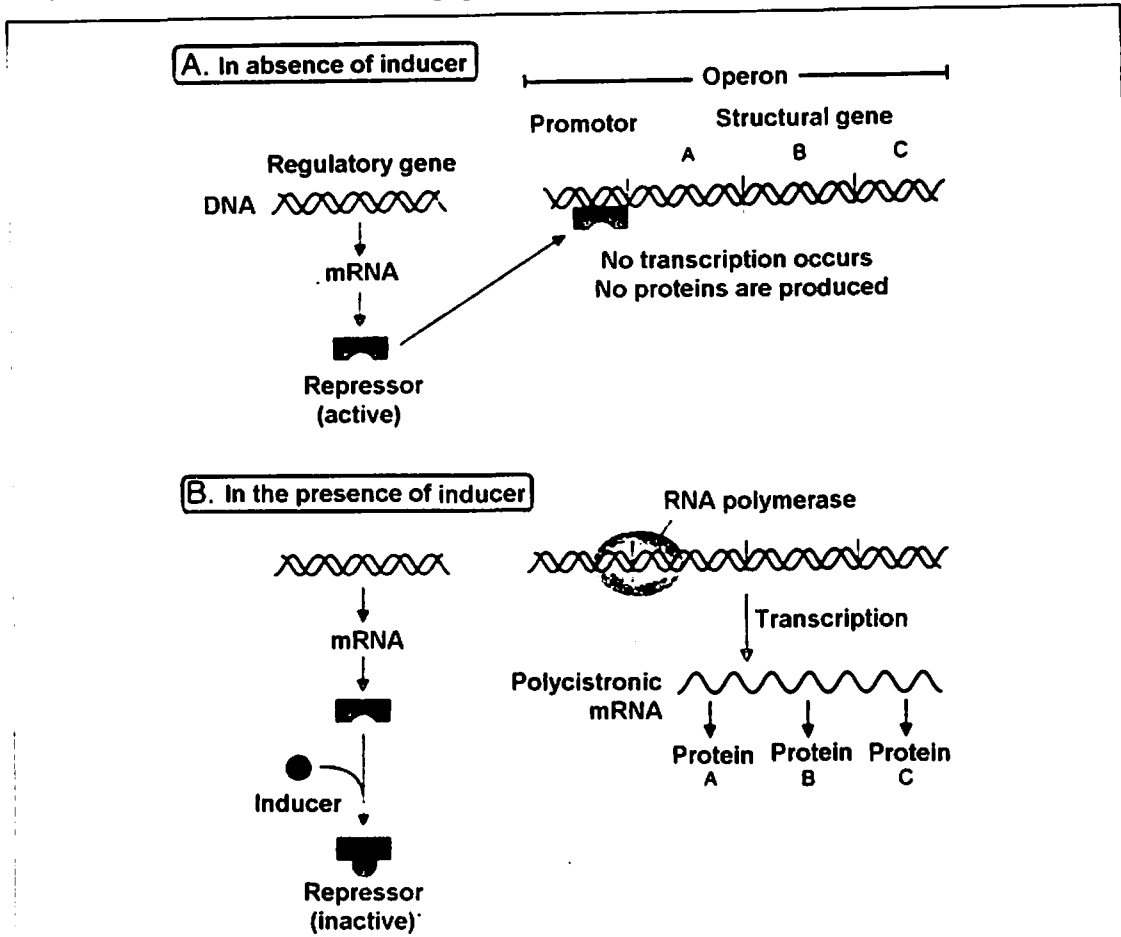 A. In absence of inducer
Operon
Promotor
Structural gene
A B C
Regulatory gene
DNA
mRNA
Repressor
(active)
No transcription occurs
No proteins are produced
B. In the presence of inducer
RNA polymerase
mRNA
Transcription
Polycistronic
mRNA
Protein Protein Protein
A B C
Inducer
Repressor
(inactive)